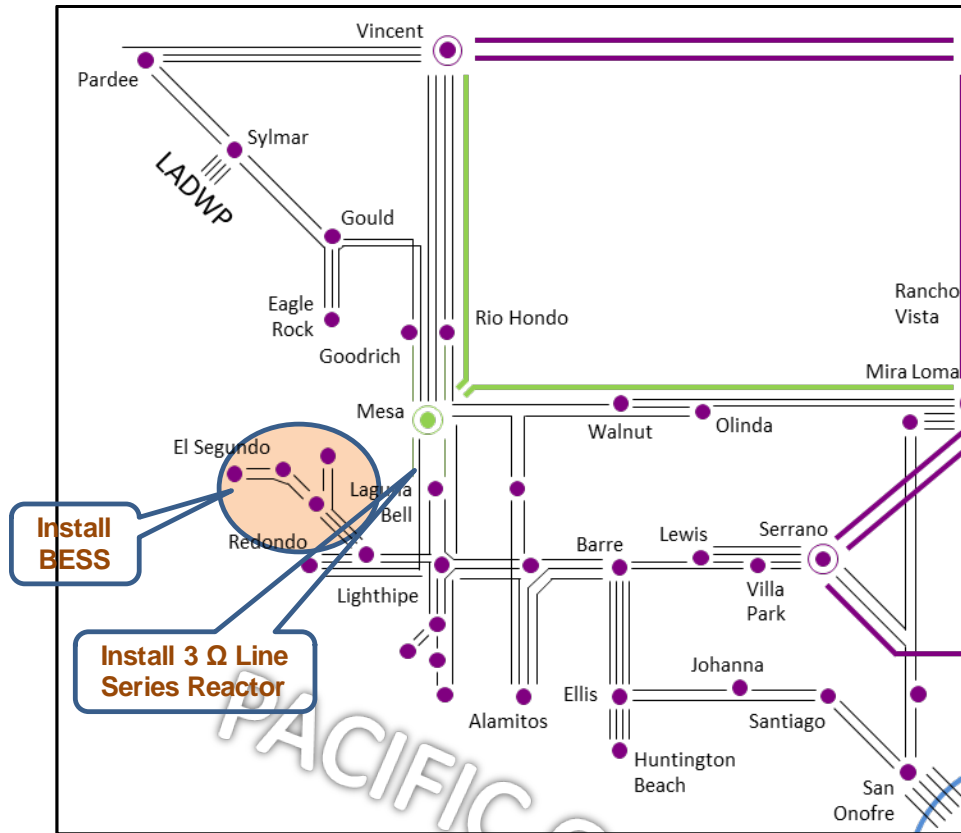 Vincent
Pardee
Sylmar
LADWP
Gould
Eagle
Rock
Goodrich
Rio Hondo
Rancho
Vista
Mira Loma
Mesa
Walnut
Olinda
El Segundo
Laguna
Bell
Install
BESS
Redondo
Lighthipe
Barre
Lewis
Serrano
Villa
Park
Install 3 Ω Line
Series Reactor
Johanna
Alamitos
Ellis
Santiago
Huntington
Beach
San
Onofre
PACIFIC